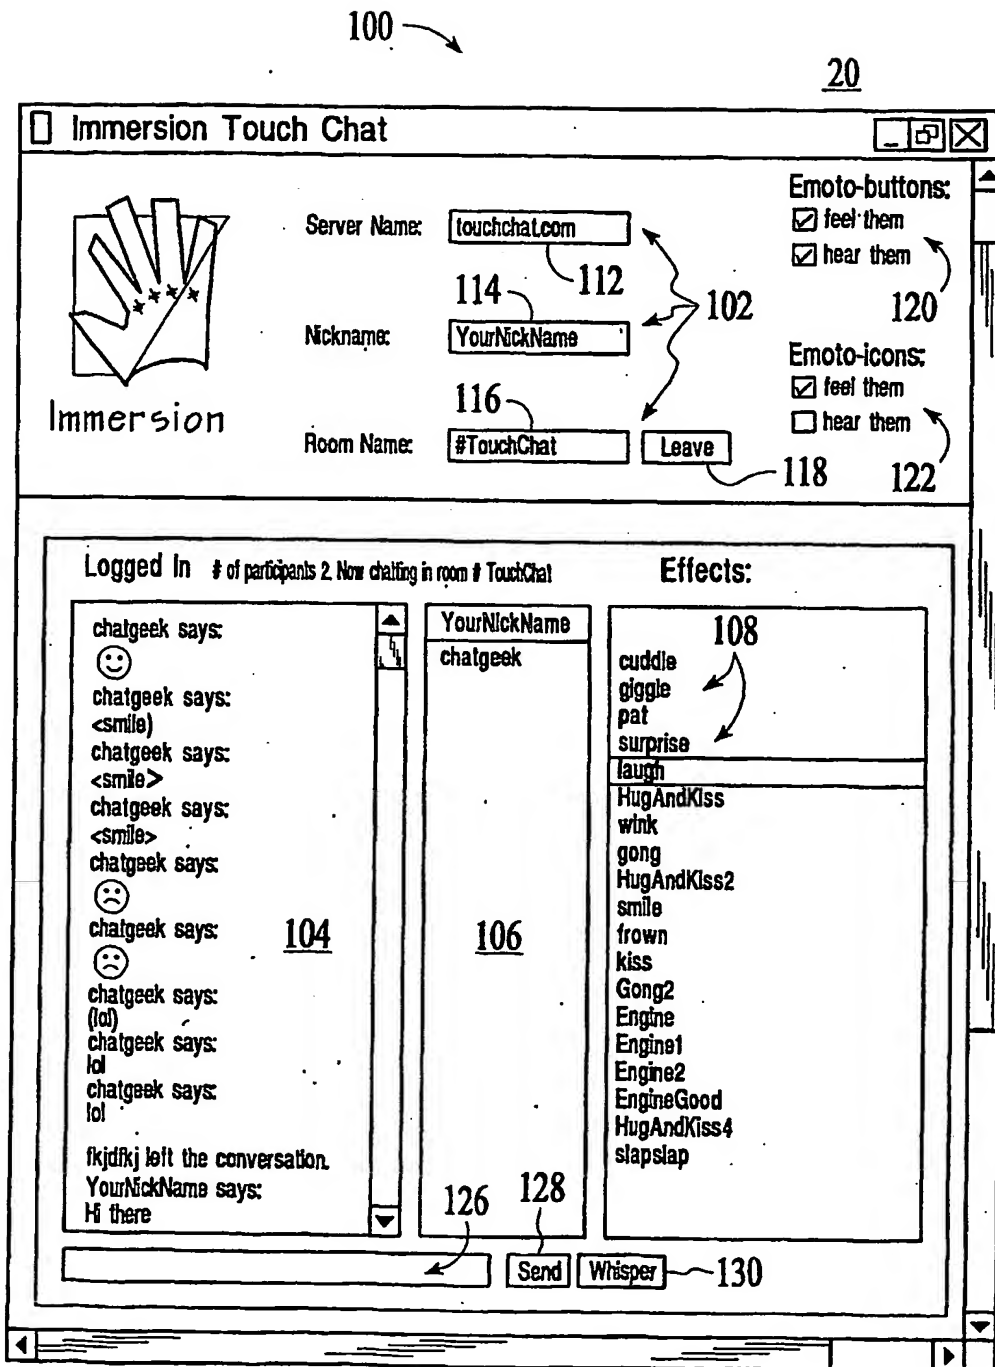 100
20
Immersion Touch Chat
Emoto-buttons:
feel them
hear them
120
Server Name: touchchat.com
112
114
102
Nickname: YourNickName
Emoto-icons:
feel them
hear them
122
116
Room Name: #TouchChat Leave
118
Immersion
Logged In # of participants 2. Now chatting in room # TouchChat
Effects:
chatgeek says:
chatgeek says:
<smile)
chatgeek says:
<smile>
chatgeek says:
<smile>
chatgeek says:
chatgeek says:
chatgeek says:
(lol)
chatgeek says:
lol
chatgeek says:
lol
fkjdfkj left the conversation.
YourNickName says:
Hi there
104
YourNickName
chatgeek
106
108
cuddle
giggle
pat
surprise
laugh
HugAndKiss
wink
gong
HugAndKiss2
smile
frown
kiss
Gong2
Engine
Engine1
Engine2
EngineGood
HugAndKiss4
slapslap
126
128
Send Whisper
130